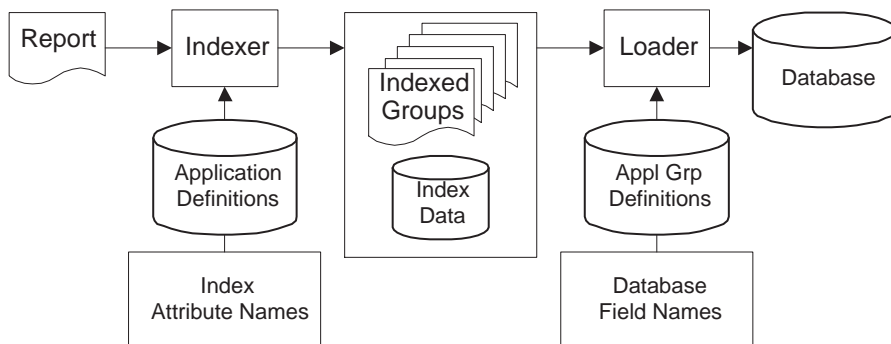 Report
Indexer
Indexed
Groups
Index
Data
Loader
Database
Application
Definitions
Appl Grp
Definitions
Index
Attribute Names
Database
Field Names